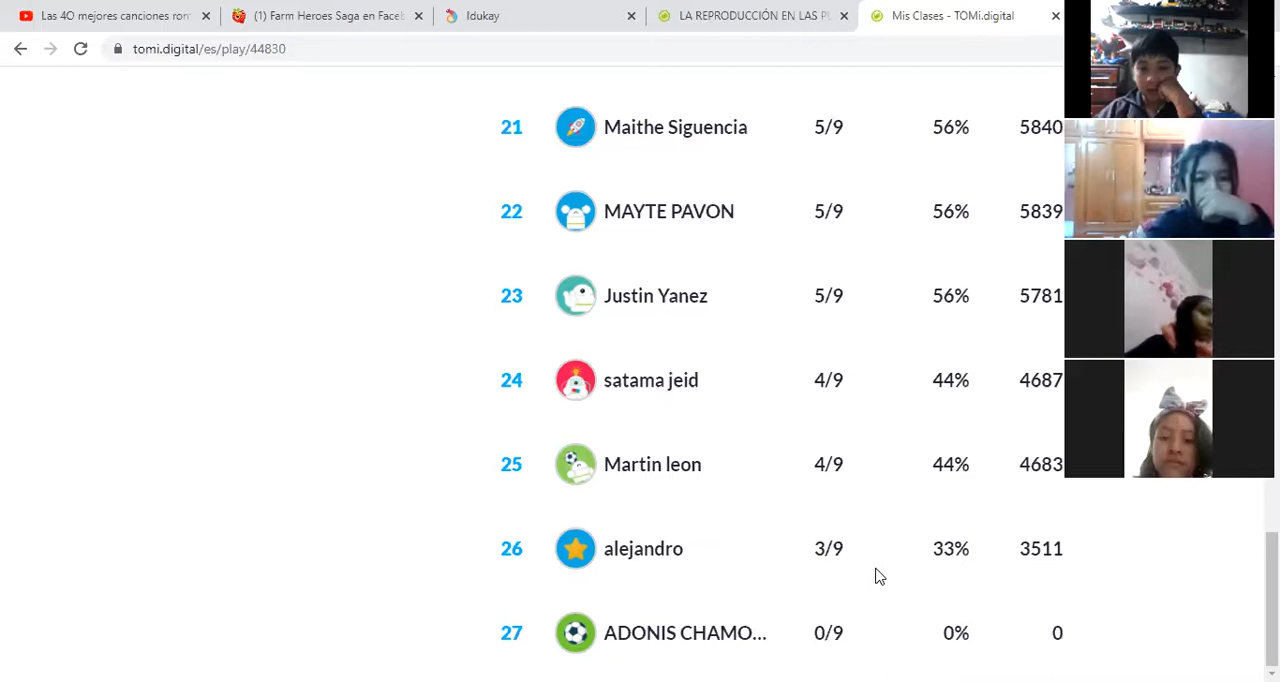 Las 40 mejores canciones rom
(1) Farm Heroes Saga en Faceb
Idukay
LA REPRODUCCIÓN EN LAS PL
Mis Clases - TOMi.digital
tomi.digital/es/play/44830
21 Maithe Siguencia 5/9 56% 5840
22 MAYTE PAVON 5/9 56% 5839
23 Justin Yanez 5/9 56% 5781
24 satama jeid 4/9 44% 4687
25 Martin leon 4/9 44% 4683
26 alejandro 3/9 33% 3511
27 ADONIS CHAMO... 0/9 0% 0